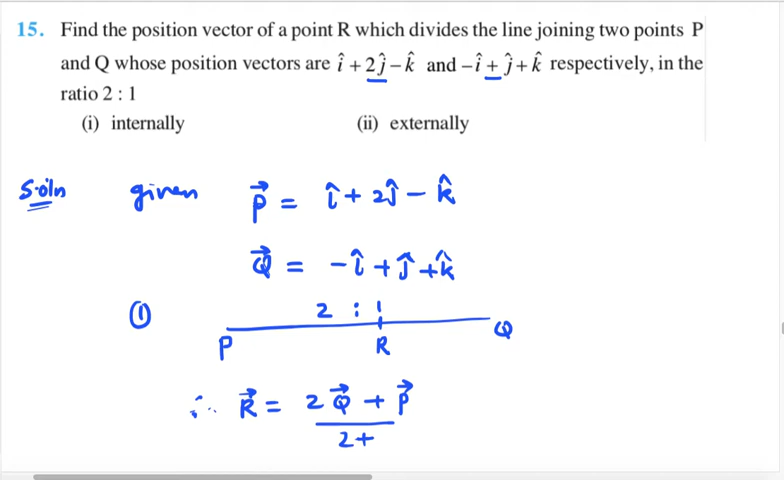 15. Find the position vector of a point R which divides the line joining two points P
and Q whose position vectors are î + 2ĵ – k̂ and –î + ĵ + k̂ respectively, in the
ratio 2 : 1
(i) internally (ii) externally
Soln given P⃗ = î + 2ĵ – k̂
Q⃗ = –î + ĵ + k̂
① 2 : 1
P R Q
∴ R⃗ = 2Q⃗ + P⃗
2+